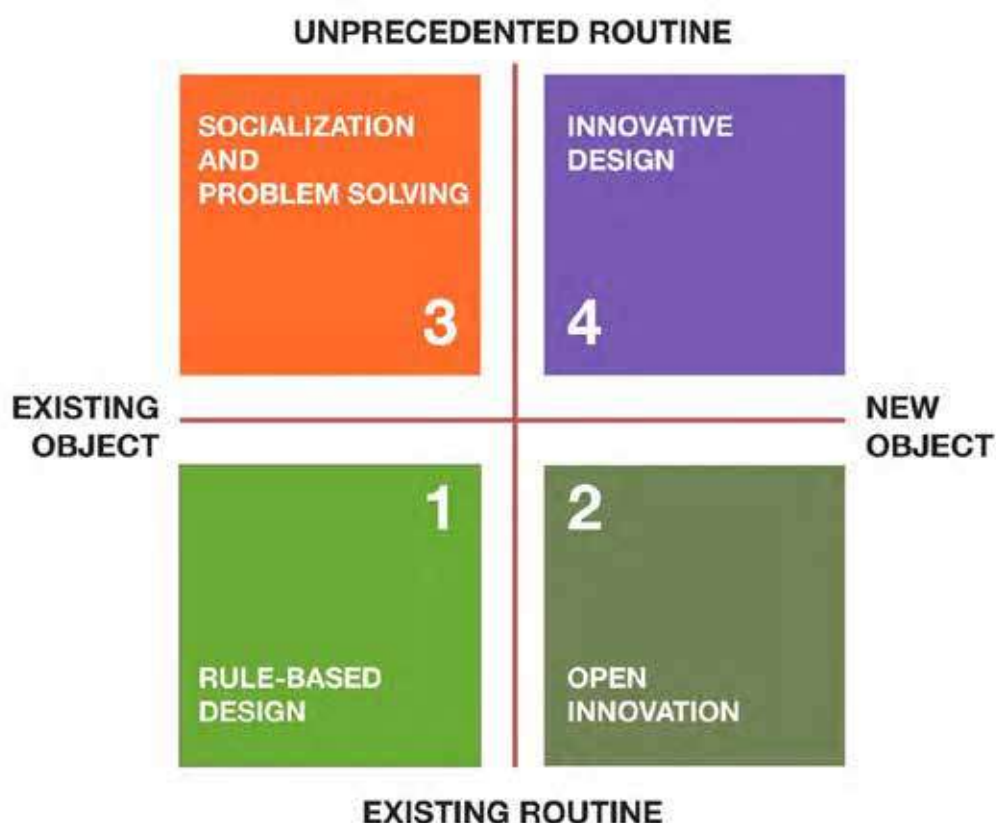 UNPRECEDENTED ROUTINE
SOCIALIZATION
AND
PROBLEM SOLVING
3
INNOVATIVE
DESIGN
4
EXISTING
OBJECT
NEW
OBJECT
1
RULE-BASED
DESIGN
2
OPEN
INNOVATION
EXISTING ROUTINE